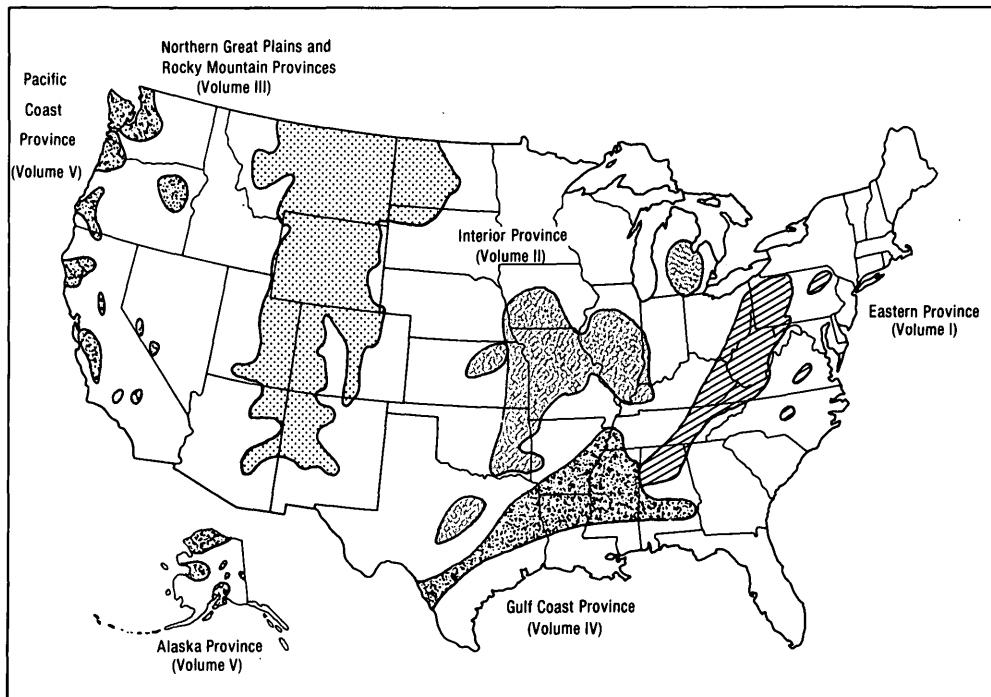 Northern Great Plains and
Rocky Mountain Provinces
(Volume III)
Pacific
Coast
Province
(Volume V)
Interior Province
(Volume II)
Eastern Province
(Volume I)
Gulf Coast Province
(Volume IV)
Alaska Province
(Volume V)